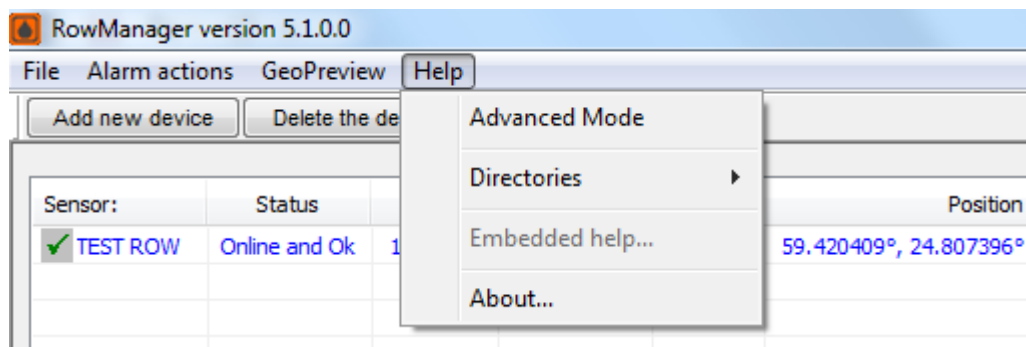 RowManager version 5.1.0.0
File Alarm actions GeoPreview Help
Add new device Delete the de
Advanced Mode
Directories
Embedded help...
About...
Sensor: Status Position
TEST ROW Online and Ok 1 59.420409°, 24.807396°